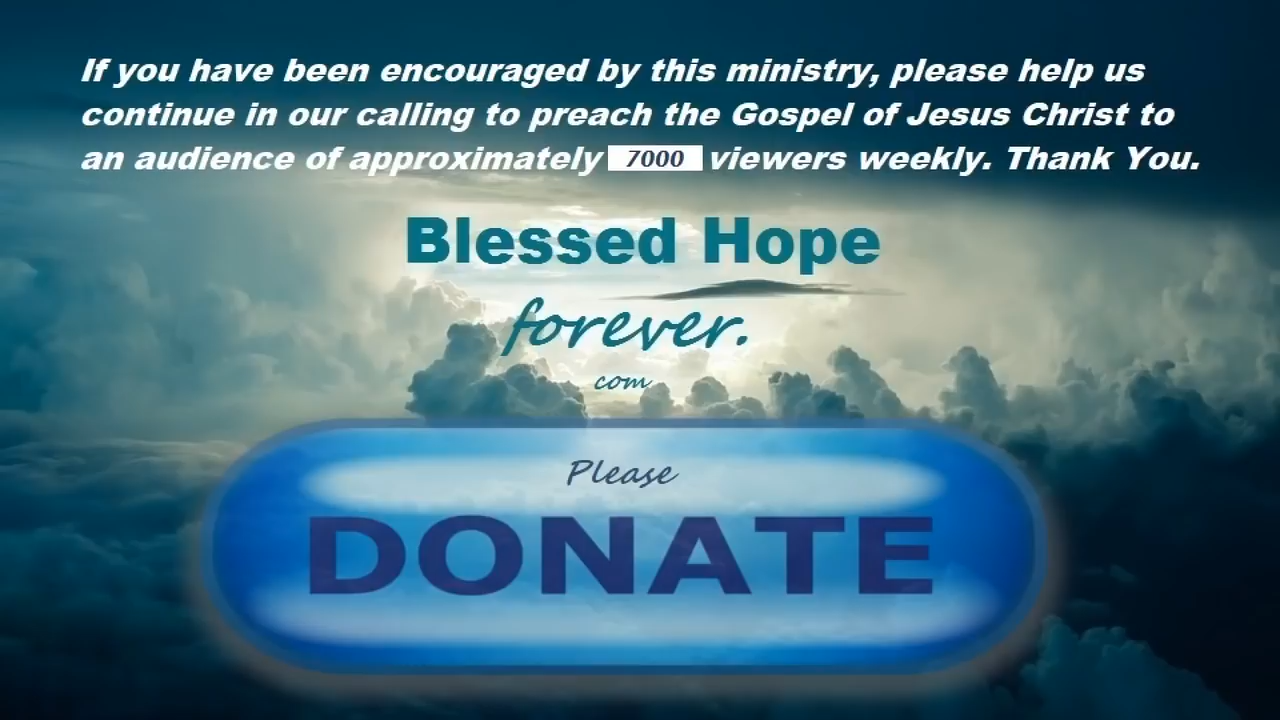 If you have been encouraged by this ministry, please help us
continue in our calling to preach the Gospel of Jesus Christ to
an audience of approximately 7000 viewers weekly. Thank You.
Blessed Hope
forever.
com
Please
DONATE